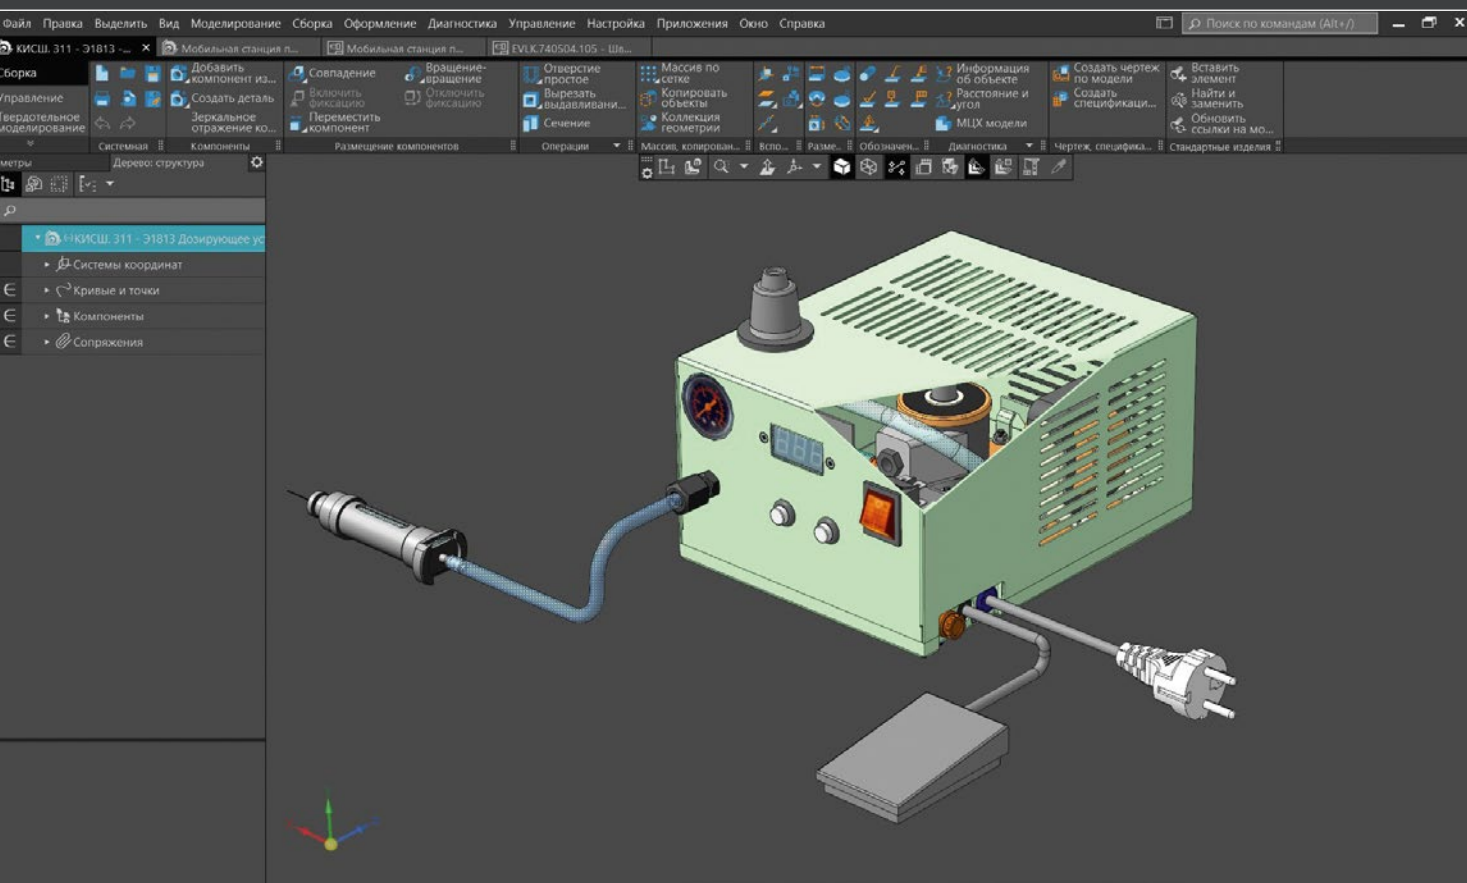 Файл Правка Выделить Вид Моделирование Сборка Оформление Диагностика Управление Настройка Приложения Окно Справка
Поиск по командам (Alt+/)
КИСШ. 311 - Э1813 -...
Мобильная станция п...
Мобильная станция п...
EVLK.740504.105 - Шв...
Сборка
Управление
Твердотельное
моделирование
Системная
Добавить
компонент из...
Создать деталь
Зеркальное
отражение ко...
Компоненты
Совпадение
Включить
фиксацию
Переместить
компонент
Вращение-
вращение
Отключить
фиксацию
Размещение компонентов
Отверстие
простое
Вырезать
выдавливани...
Сечение
Операции
Массив по
сетке
Копировать
объекты
Коллекция
геометрии
Массив, копирован...
Вспо...
Разме...
Обозначен...
Информация
об объекте
Расстояние и
угол
МЦХ модели
Диагностика
Создать чертеж
по модели
Создать
спецификаци...
Чертеж, специфика...
Вставить
элемент
Найти и
заменить
Обновить
ссылки на мо...
Стандартные изделия
метры
Дерево: структура
(-)КИСШ. 311 - Э1813 Дозирующее ус
Системы координат
Кривые и точки
Компоненты
Сопряжения